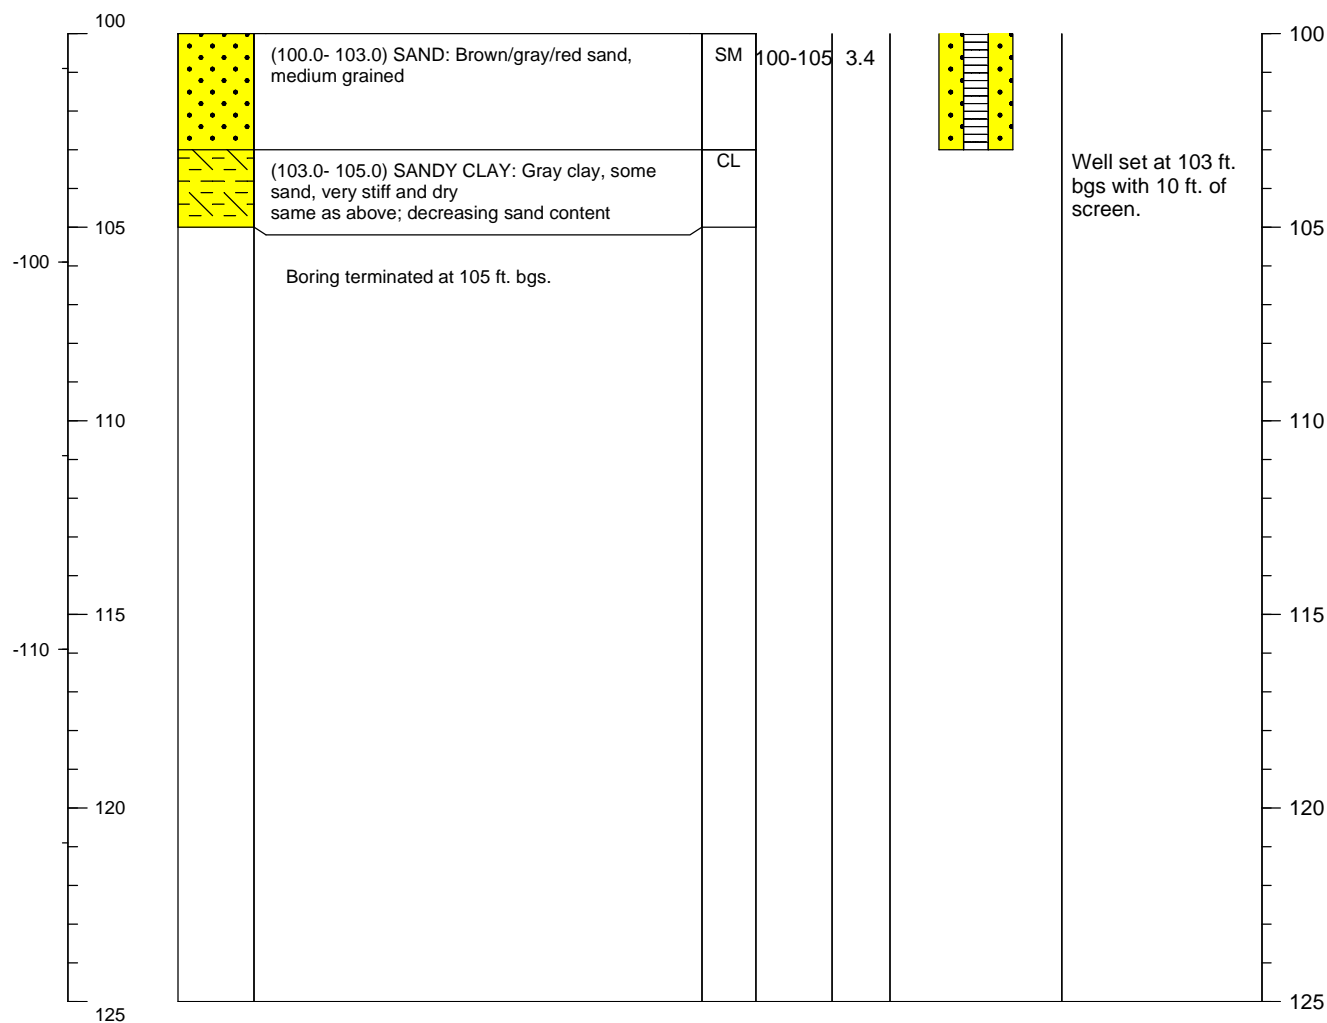 100
100
(100.0- 103.0) SAND: Brown/gray/red sand,
medium grained
SM
100-105
3.4
(103.0- 105.0) SANDY CLAY: Gray clay, some
sand, very stiff and dry
same as above; decreasing sand content
CL
Well set at 103 ft.
bgs with 10 ft. of
screen.
105
105
-100
Boring terminated at 105 ft. bgs.
110
110
115
115
-110
120
120
125
125